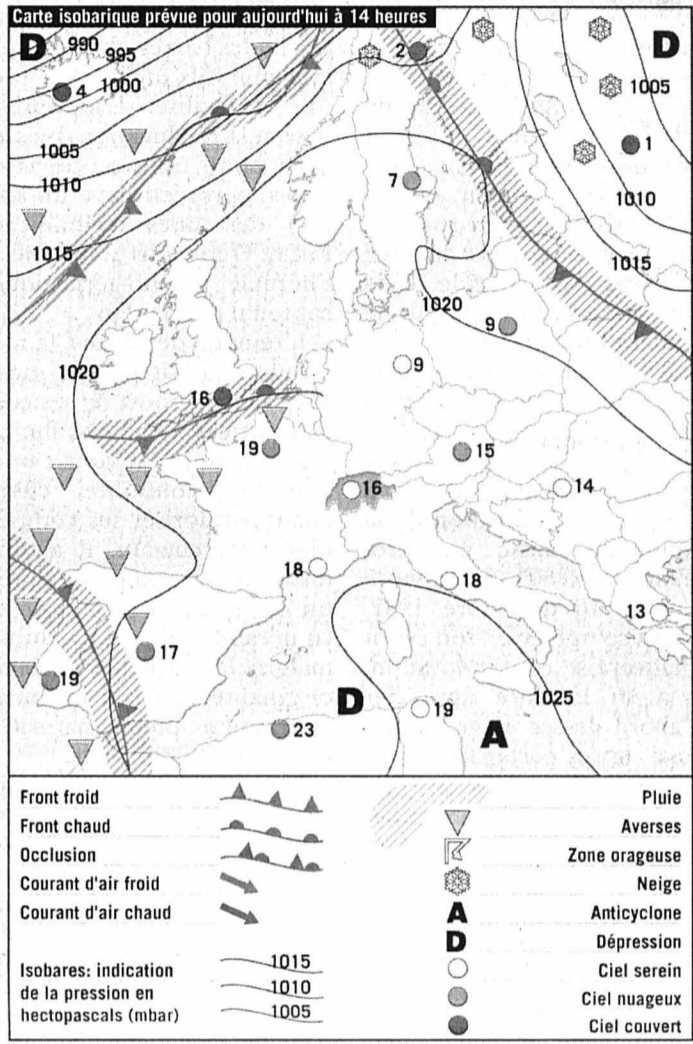 Carte isobarique prévue pour aujourd'hui à 14 heures
D
990
995
1000
4
2
D
1005
1
1005
1010
7
1010
1015
1015
1020
9
9
1020
16
19
15
16
14
18
18
13
17
19
1025
D
19
A
23
Front froid
Front chaud
Occlusion
Courant d'air froid
Courant d'air chaud
Isobares: indication
de la pression en
hectopascals (mbar)
1015
1010
1005
Pluie
Averses
Zone orageuse
Neige
A Anticyclone
D Dépression
Ciel serein
Ciel nuageux
Ciel couvert